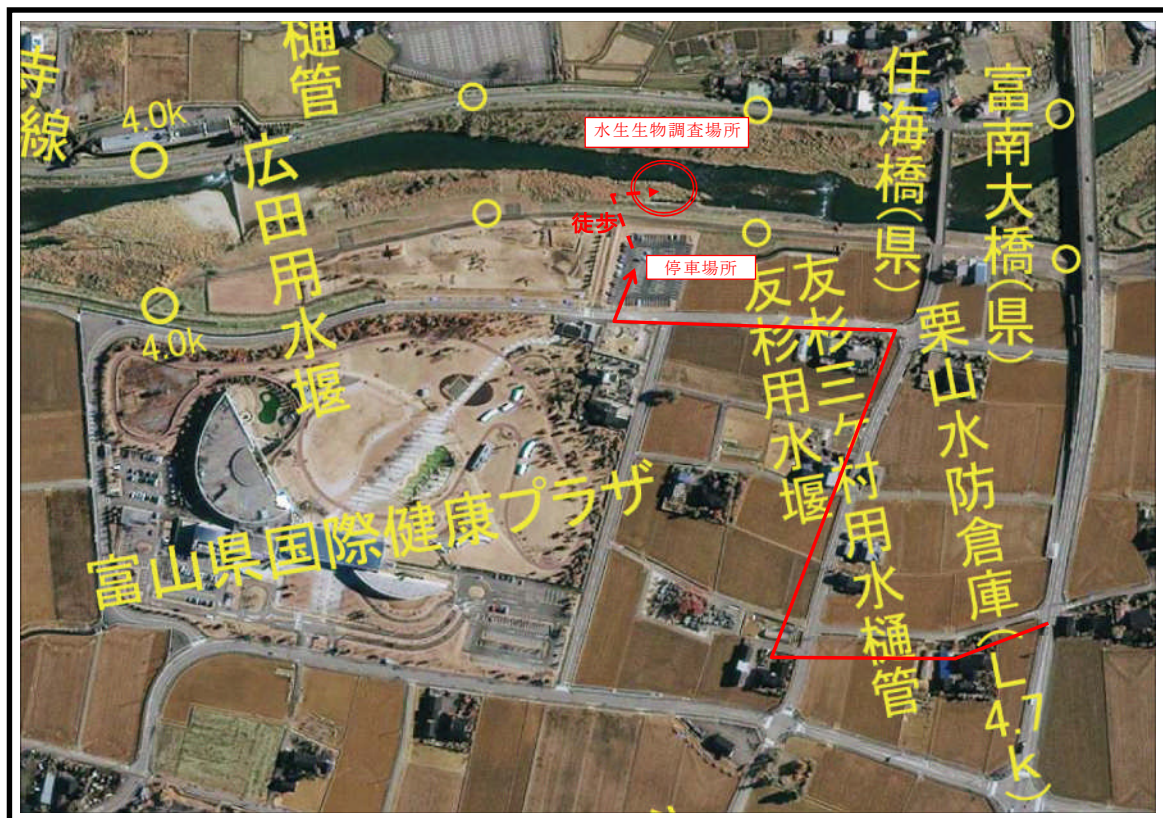 寺線
4.0k
樋管
広田用水堰
水生生物調査場所
任海橋(県)
富南大橋(県)
徒歩
停車場所
4.0k
友杉用水堰
友杉三ケ村用水樋管
栗山水防倉庫(L4.7k)
富山県国際健康プラザ